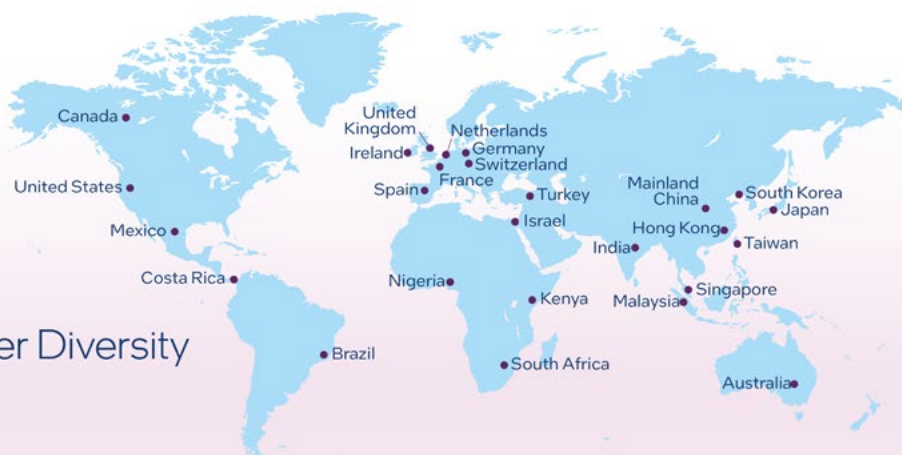 Canada
United States
Mexico
Costa Rica
Brazil
United
Kingdom
Ireland
Netherlands
Germany
Switzerland
France
Spain
Turkey
Israel
Nigeria
Kenya
South Africa
Mainland
China
South Korea
Japan
Hong Kong
Taiwan
India
Singapore
Malaysia
Australia
Diversity